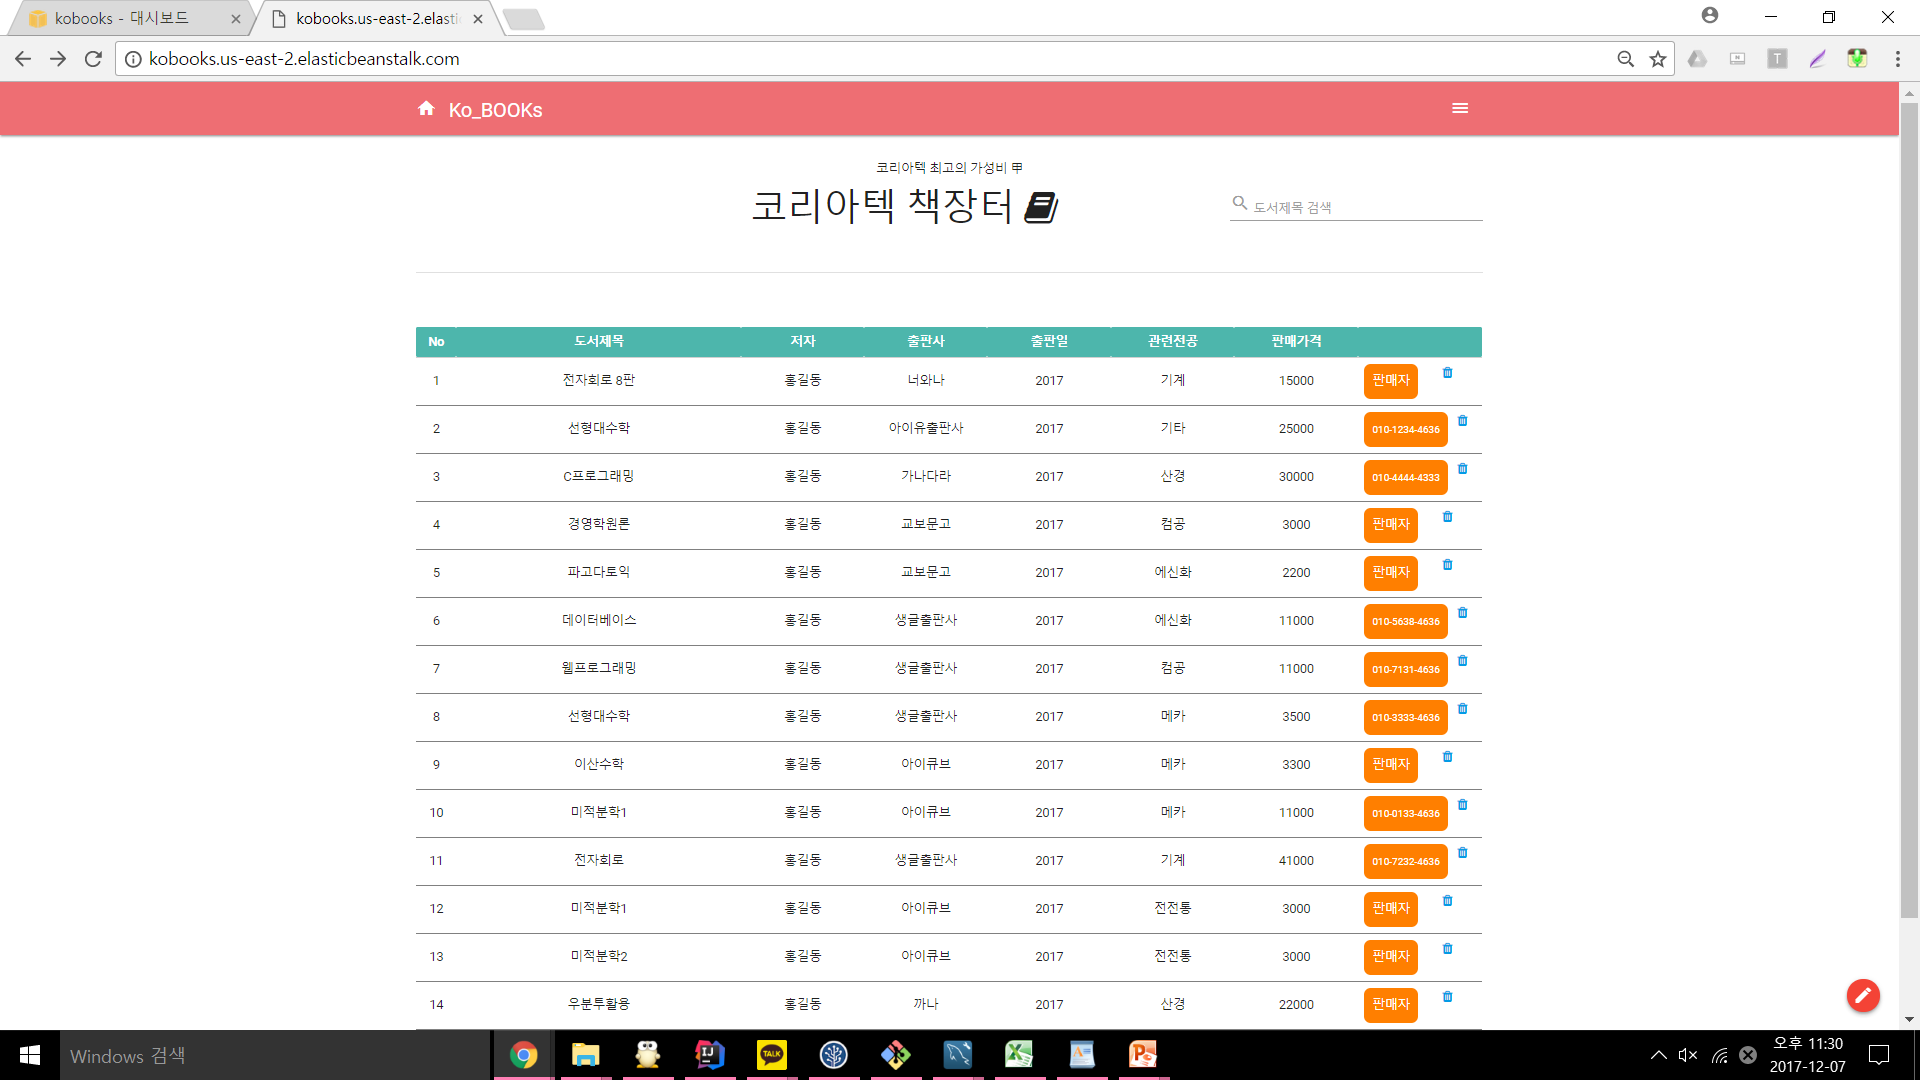 kobooks - 대시보드
kobooks.us-east-2.elasti
kobooks.us-east-2.elasticbeanstalk.com
Ko_BOOKs
코리아텍 최고의 가성비 甲
코리아텍 책장터
도서제목 검색
No 도서제목 저자 출판사 출판일 관련전공 판매가격
1 전자회로 8판 홍길동 너와나 2017 기계 15000 판매자
2 선형대수학 홍길동 아이유출판사 2017 기타 25000 010-1234-4636
3 C프로그래밍 홍길동 가나다라 2017 산경 30000 010-4444-4333
4 경영학원론 홍길동 교보문고 2017 컴공 3000 판매자
5 파고다토익 홍길동 교보문고 2017 에신화 2200 판매자
6 데이터베이스 홍길동 생글출판사 2017 에신화 11000 010-5638-4636
7 웹프로그래밍 홍길동 생글출판사 2017 컴공 11000 010-7131-4636
8 선형대수학 홍길동 생글출판사 2017 메카 3500 010-3333-4636
9 이산수학 홍길동 아이큐브 2017 메카 3300 판매자
10 미적분학1 홍길동 아이큐브 2017 메카 11000 010-0133-4636
11 전자회로 홍길동 생글출판사 2017 기계 41000 010-7232-4636
12 미적분학1 홍길동 아이큐브 2017 전전통 3000 판매자
13 미적분학2 홍길동 아이큐브 2017 전전통 3000 판매자
14 우분투활용 홍길동 까나 2017 산경 22000 판매자
Windows 검색
오후 11:30
2017-12-07